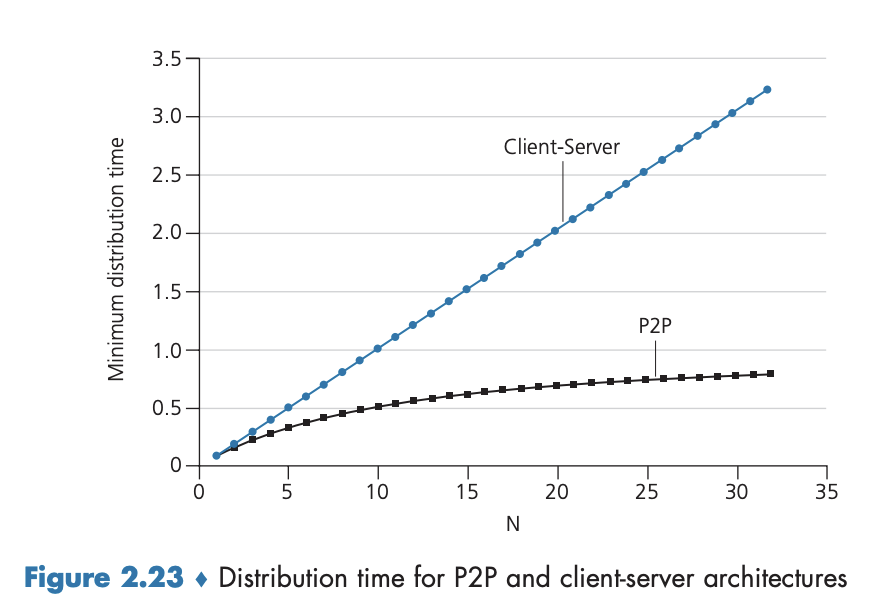 3.5
3.0
Client-Server
2.5
2.0
1.5
P2P
1.0
0.5
0
Minimum distribution time
0 5 10 15 20 25 30 35
N
Figure 2.23 ♦ Distribution time for P2P and client-server architectures